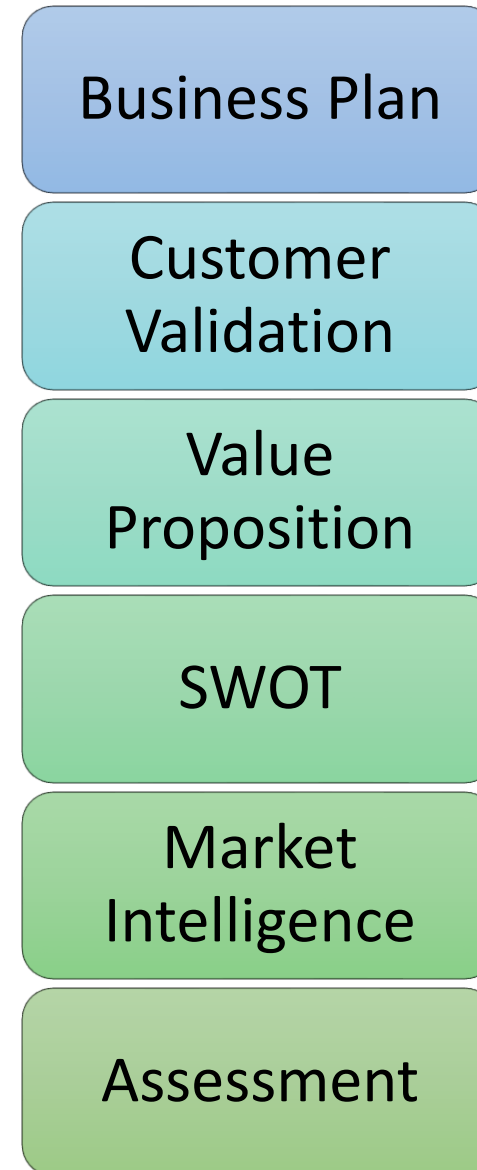 Business Plan
Customer
Validation
Value
Proposition
SWOT
Market
Intelligence
Assessment